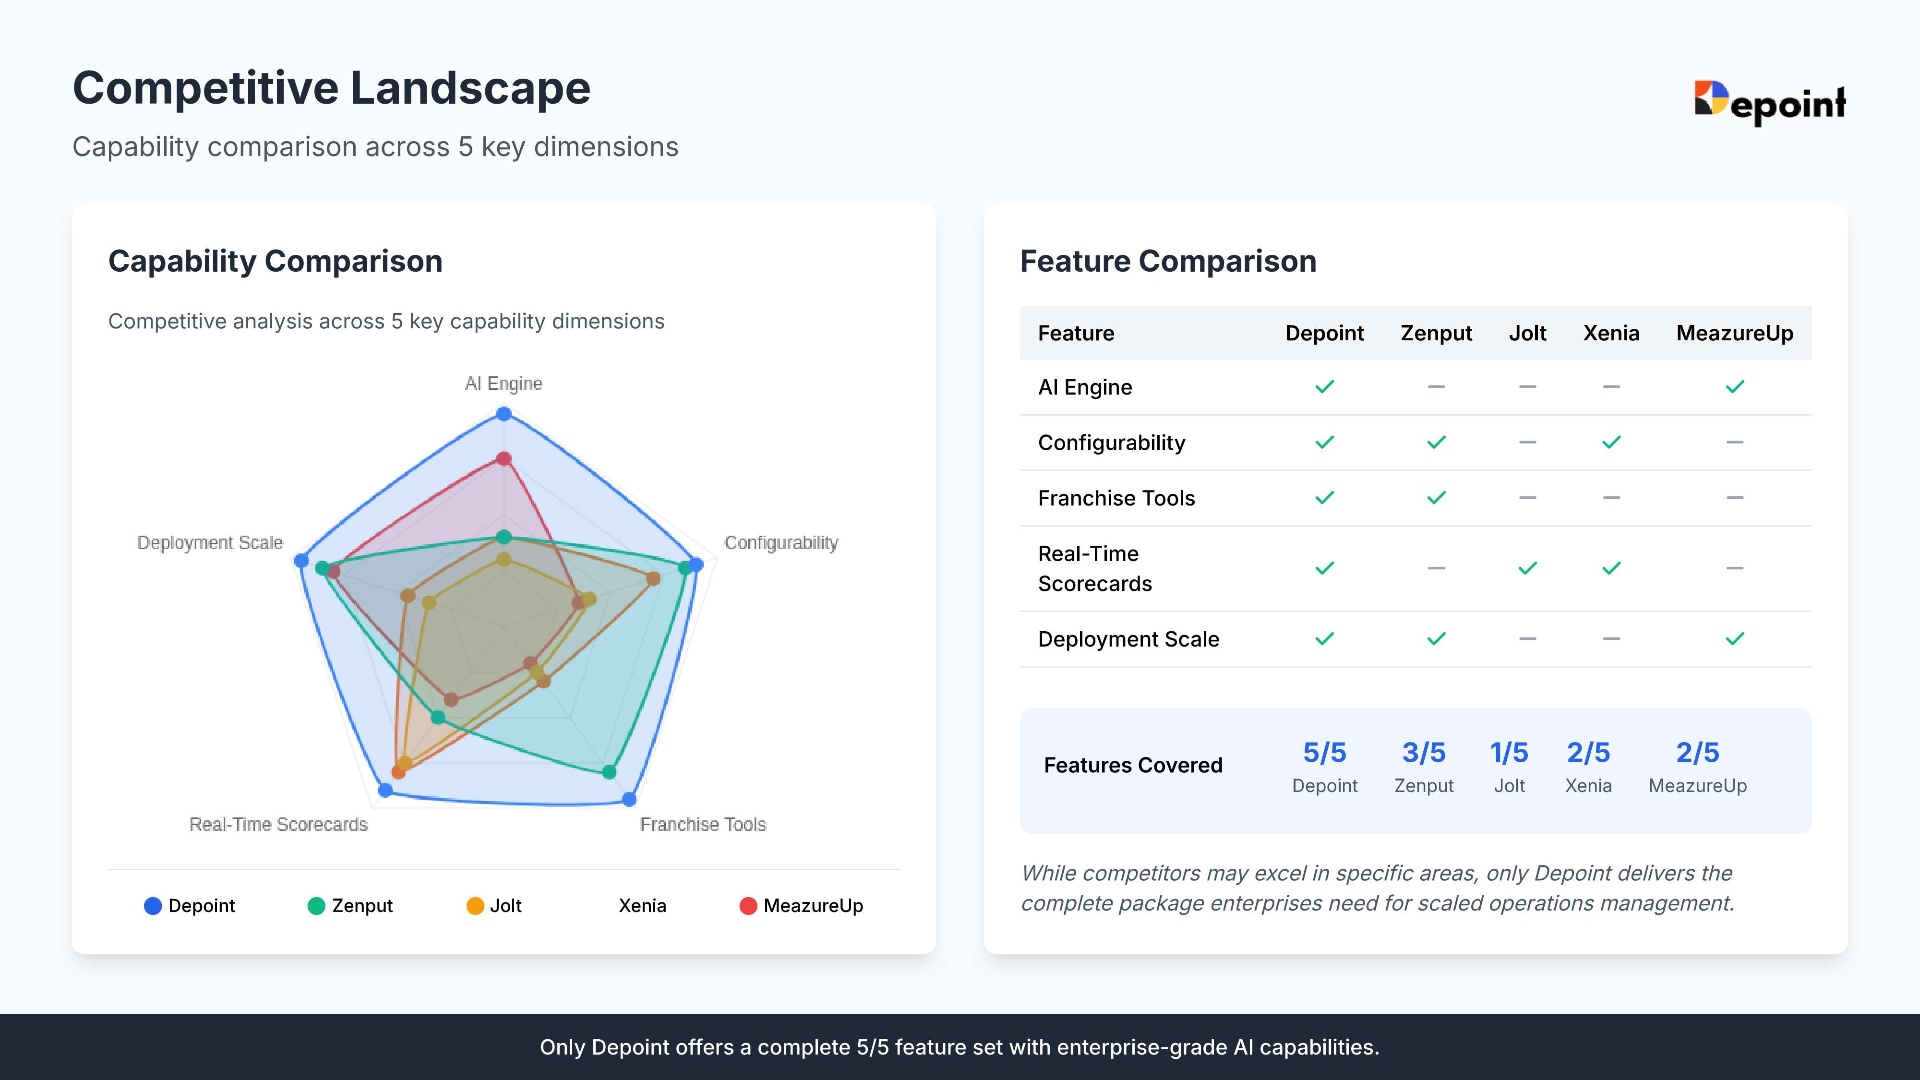 Competitive Landscape
Capability comparison across 5 key dimensions
Depoint
Capability Comparison
Competitive analysis across 5 key capability dimensions
AI Engine
Deployment Scale
Configurability
Real-Time Scorecards
Franchise Tools
Depoint Zenput Jolt Xenia MeazureUp
Feature Comparison
Feature Depoint Zenput Jolt Xenia MeazureUp
AI Engine ✓ — — — ✓
Configurability ✓ ✓ — ✓ —
Franchise Tools ✓ ✓ — — —
Real-Time
Scorecards ✓ — ✓ ✓ —
Deployment Scale ✓ ✓ — — ✓
Features Covered
5/5 3/5 1/5 2/5 2/5
Depoint Zenput Jolt Xenia MeazureUp
While competitors may excel in specific areas, only Depoint delivers the
complete package enterprises need for scaled operations management.
Only Depoint offers a complete 5/5 feature set with enterprise-grade AI capabilities.